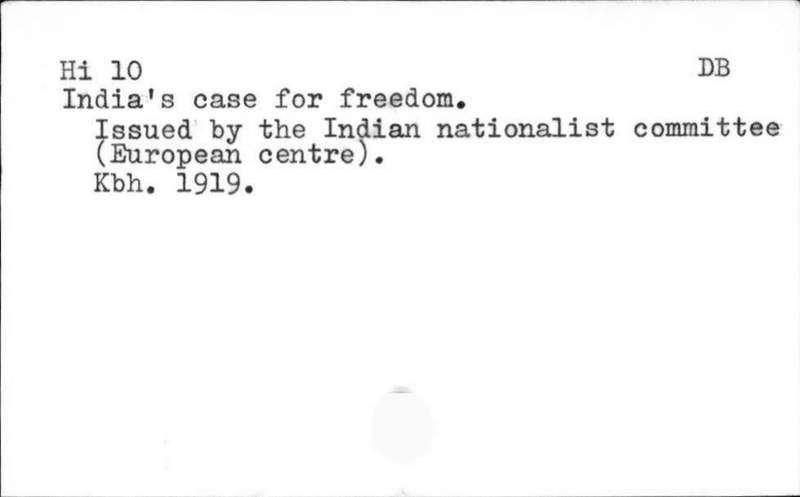 Hi 10 DB
India's case for freedom.
Issued by the Indian nationalist committee
(European centre).
Kbh. 1919.